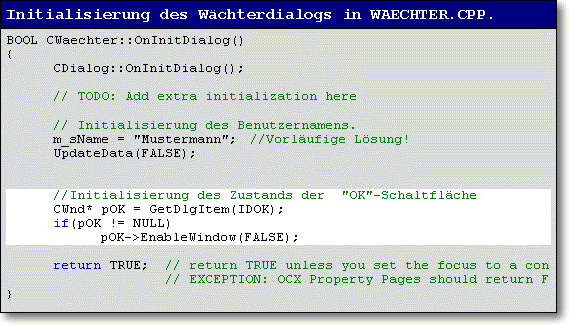 Initialisierung des Wächterdialogs in WAECHTER.CPP.
BOOL CWaechter::OnInitDialog()
{
CDialog::OnInitDialog();
// TODO: Add extra initialization here
// Initialisierung des Benutzernamens.
m_sName = "Mustermann"; //Vorläufige Lösung!
UpdateData(FALSE);
//Initialisierung des Zustands der "OK"-Schaltfläche
CWnd* pOK = GetDlgItem(IDOK);
if(pOK != NULL)
pOK->EnableWindow(FALSE);
return TRUE; // return TRUE unless you set the focus to a con
// EXCEPTION: OCX Property Pages should return F
}